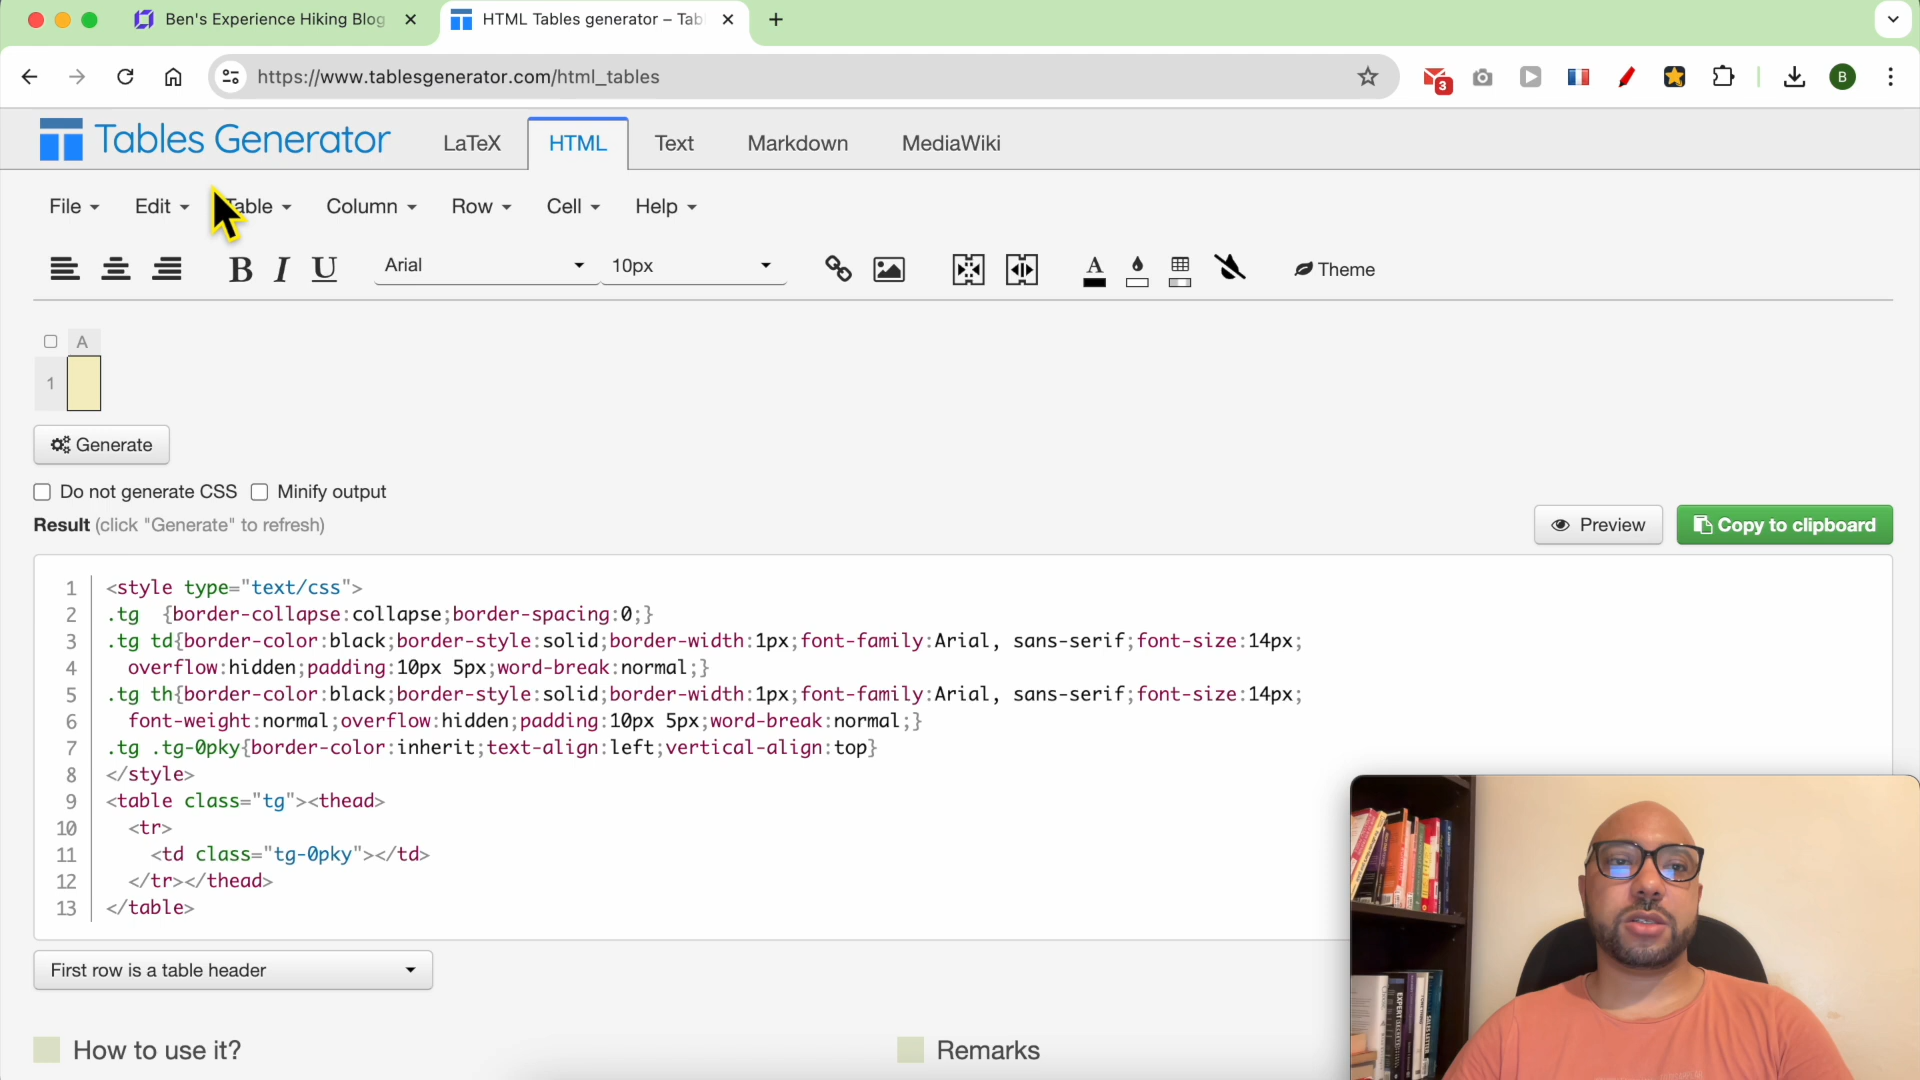 Ben's Experience Hiking Blog
HTML Tables generator – Tab
https://www.tablesgenerator.com/html_tables
3
B
Tables Generator
LaTeX
HTML
Text
Markdown
MediaWiki
File
Edit
Table
Column
Row
Cell
Help
B I U
Arial
10px
A
Theme
A
1
Generate
Do not generate CSS
Minify output
Result (click "Generate" to refresh)
Preview
Copy to clipboard
1 <style type="text/css">
2 .tg  {border-collapse:collapse;border-spacing:0;}
3 .tg td{border-color:black;border-style:solid;border-width:1px;font-family:Arial, sans-serif;font-size:14px;
4   overflow:hidden;padding:10px 5px;word-break:normal;}
5 .tg th{border-color:black;border-style:solid;border-width:1px;font-family:Arial, sans-serif;font-size:14px;
6   font-weight:normal;overflow:hidden;padding:10px 5px;word-break:normal;}
7 .tg .tg-0pky{border-color:inherit;text-align:left;vertical-align:top}
8 </style>
9 <table class="tg"><thead>
10   <tr>
11     <td class="tg-0pky"></td>
12   </tr></thead>
13 </table>
First row is a table header
How to use it?
Remarks